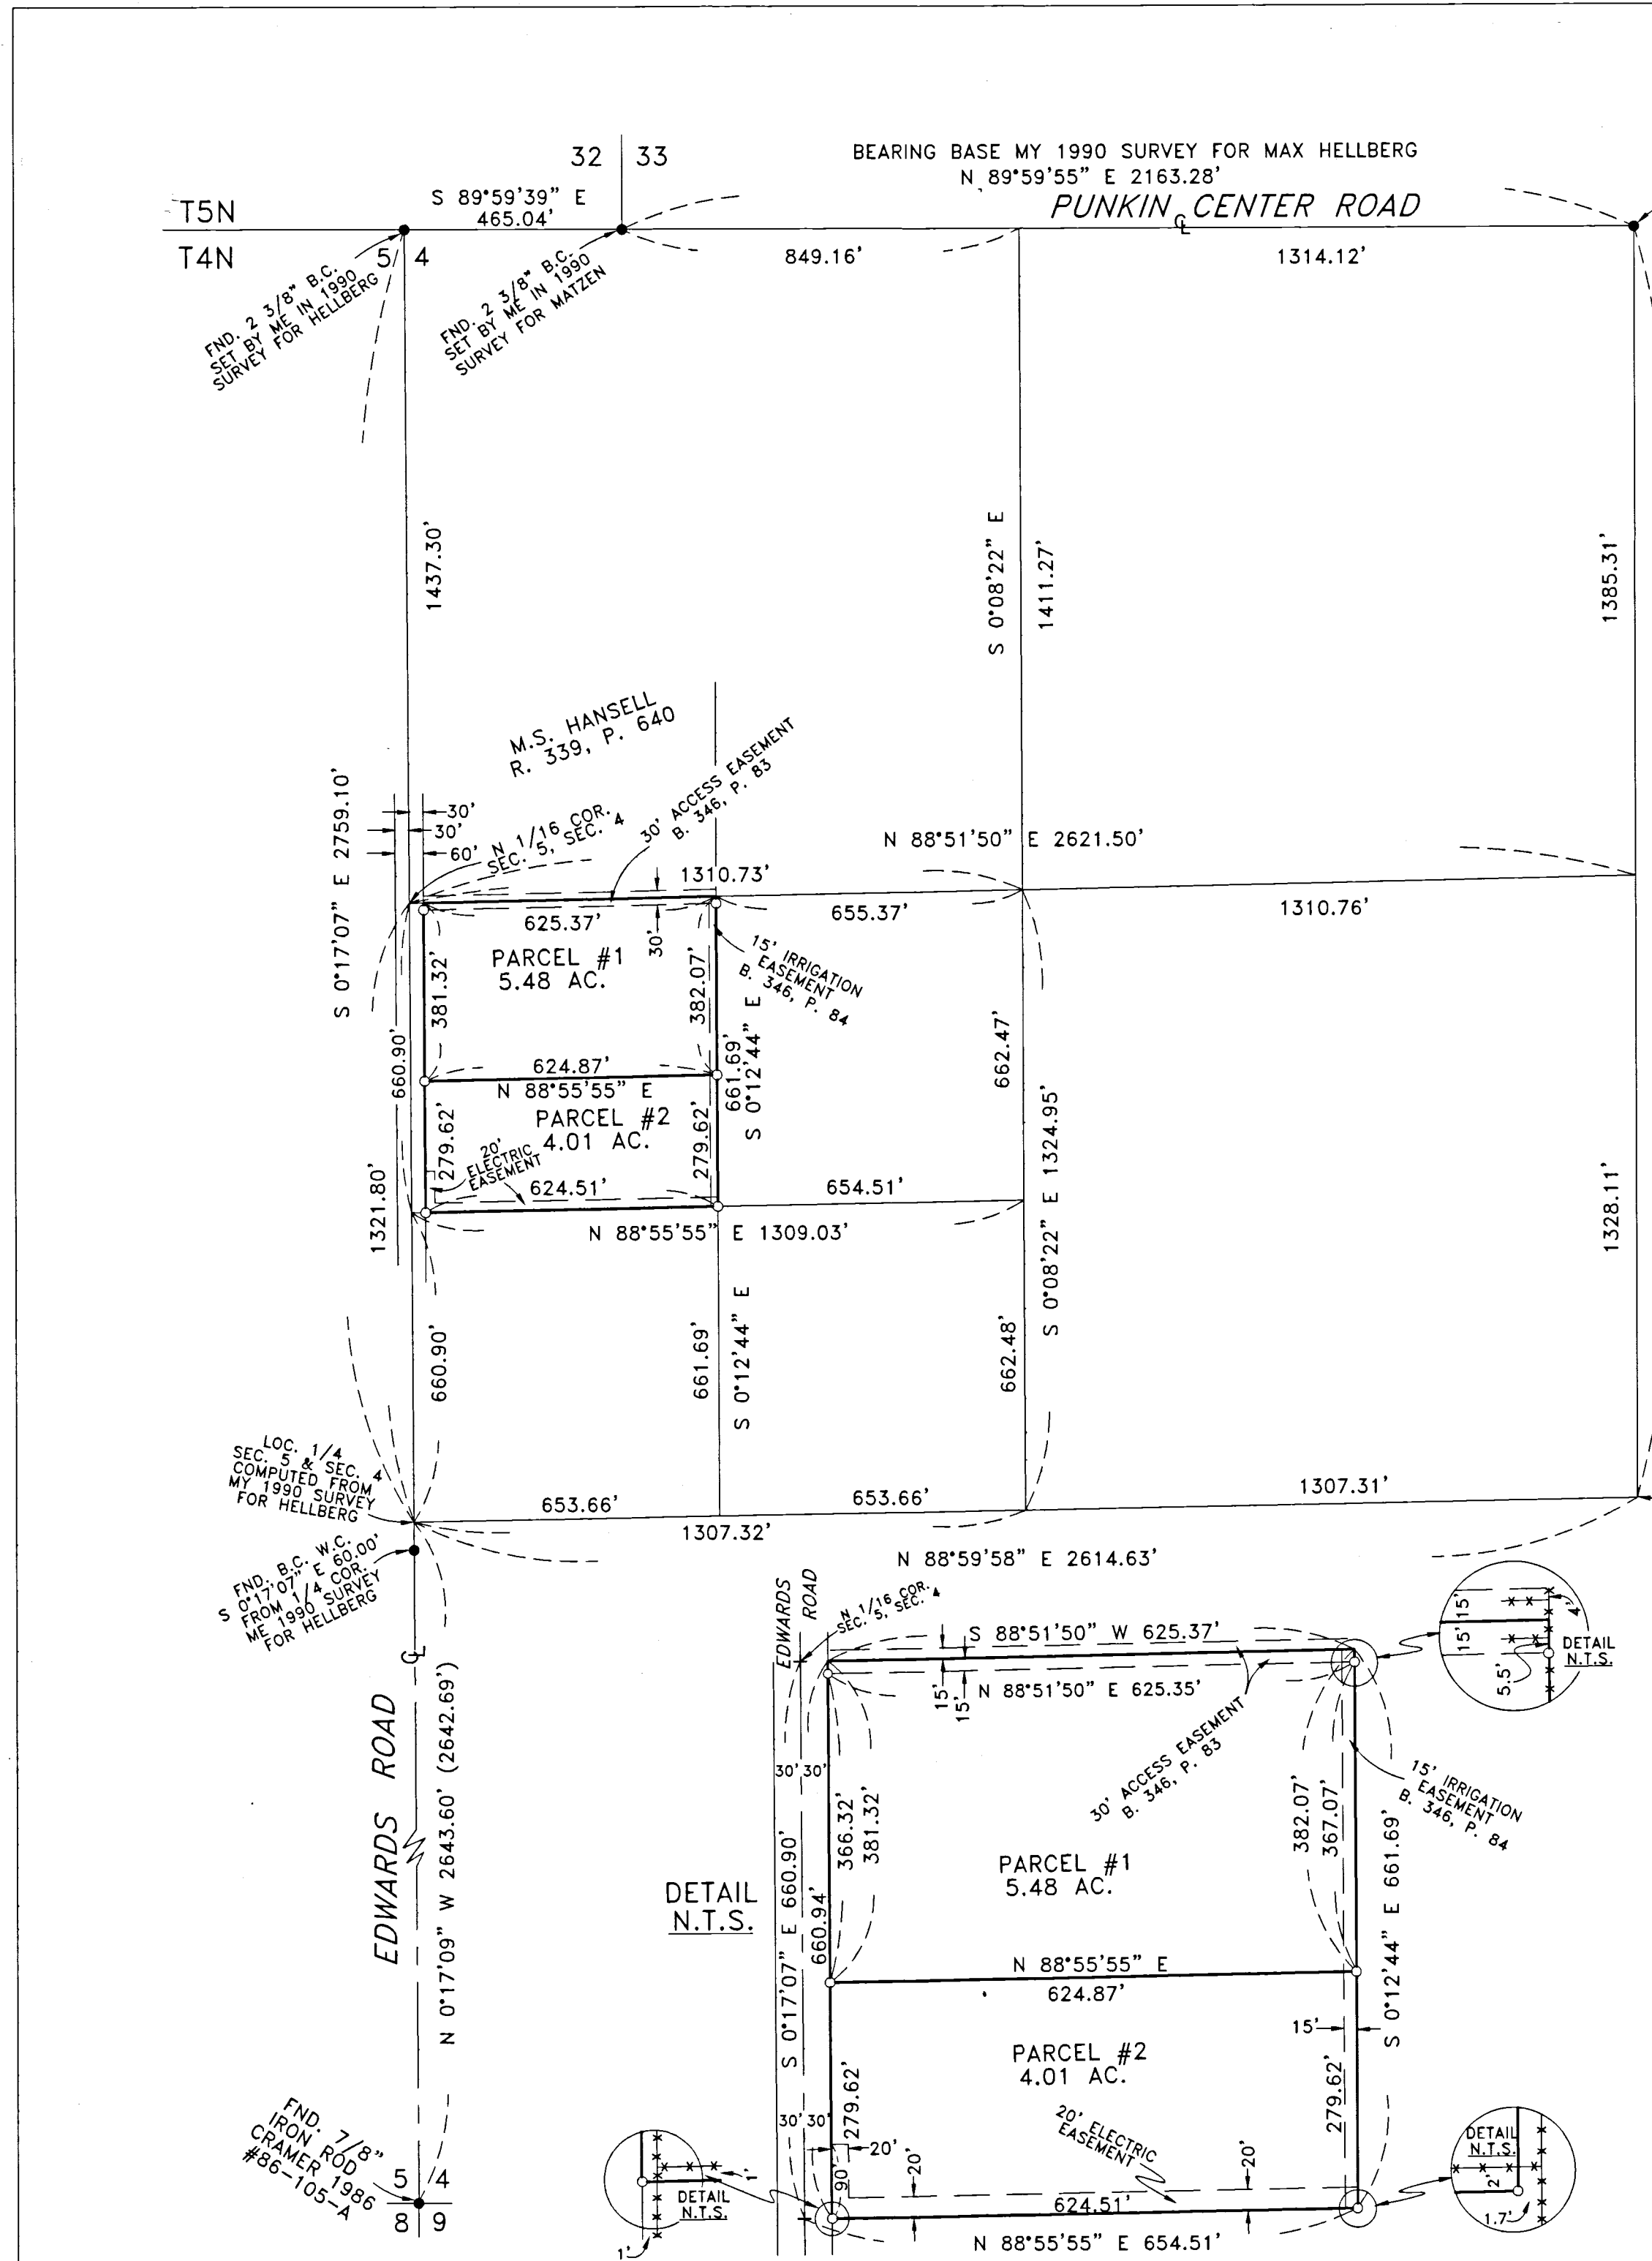 32 33
BEARING BASE MY 1990 SURVEY FOR MAX HELLBERG
N 89°59'55" E 2163.28'
S 89°59'39" E
465.04'
T5N
PUNKIN CENTER ROAD
T4N
5 4
849.16'
1314.12'
FND. 2 3/8" B.C.
SET BY ME IN 1990
SURVEY FOR HELLBERG
FND. 2 3/8" B.C.
SET BY ME IN 1990
SURVEY FOR MATZEN
1437.30'
S 0°08'22" E
1411.27'
1385.31'
M.S. HANSELL
R. 339, P. 640
S 0°17'07" E 2759.10'
30'
30'
60'
N 1/16 COR.
SEC. 5, SEC. 4
30' ACCESS EASEMENT
B. 346, P. 83
N 88°51'50" E 2621.50'
1310.73'
625.37'
30'
655.37'
1310.76'
PARCEL #1
5.48 AC.
381.32'
382.07'
15' IRRIGATION
EASEMENT
B. 346, P. 84
660.90'
624.87'
N 88°55'55" E
661.69'
S 0°12'44" E
662.47'
PARCEL #2
4.01 AC.
279.62'
279.62'
20'
ELECTRIC
EASEMENT
624.51'
654.51'
N 88°55'55" E 1309.03'
1321.80'
S 0°08'22" E 1324.95'
1328.11'
660.90'
661.69'
S 0°12'44" E
662.48'
LOC. 1/4
SEC. 5 & SEC. 4
COMPUTED FROM
MY 1990 SURVEY
FOR HELLBERG
653.66'
653.66'
1307.31'
1307.32'
N 88°59'58" E 2614.63'
FND. B.C. W.C.
S 0°17'07" E 60.00'
FROM 1/4 COR.
ME 1990 SURVEY
FOR HELLBERG
EDWARDS ROAD
N 0°17'09" W 2643.60' (2642.69')
FND. 7/8"
IRON ROD
CRAMER 1986
#86-105-A
5 4
8 9
EDWARDS
ROAD
N 1/16 COR.
SEC. 5, SEC. 4
S 88°51'50" W 625.37'
15'
15'
N 88°51'50" E 625.35'
15' 15'
4'
5.5'
DETAIL
N.T.S.
30' 30'
366.32'
381.32'
30' ACCESS EASEMENT
B. 346, P. 83
382.07'
367.07'
15' IRRIGATION
EASEMENT
B. 346, P. 84
DETAIL
N.T.S.
S 0°17'07" E 660.90'
660.94'
PARCEL #1
5.48 AC.
S 0°12'44" E 661.69'
N 88°55'55" E
624.87'
15'
PARCEL #2
4.01 AC.
279.62'
279.62'
30' 30'
20'
90'
20'
20' ELECTRIC
EASEMENT
20'
624.51'
N 88°55'55" E 654.51'
DETAIL
N.T.S.
1'
1'
DETAIL
N.T.S.
2'
1.7'